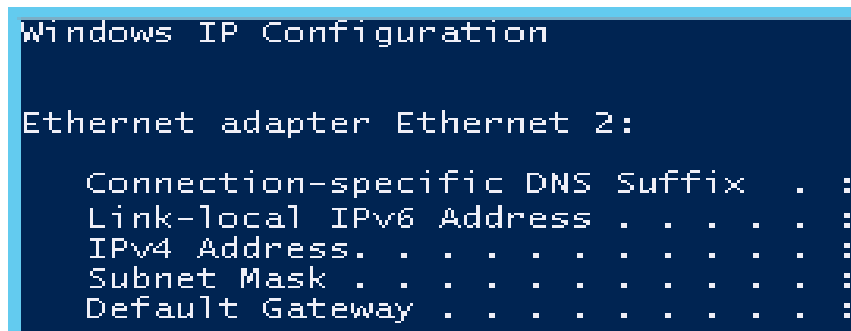 Windows IP Configuration
Ethernet adapter Ethernet 2:
Connection-specific DNS Suffix  . :
Link-local IPv6 Address . . . . . :
IPv4 Address. . . . . . . . . . . :
Subnet Mask . . . . . . . . . . . :
Default Gateway . . . . . . . . . :